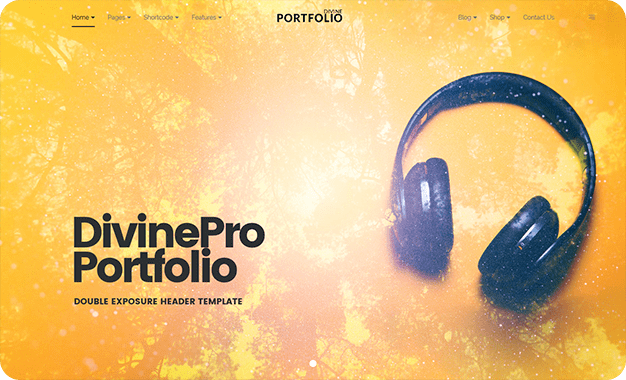 Home Pages Shortcode Features
DIVINE
PORTFOLIO
Blog Shop Contact Us
DivinePro
Portfolio
DOUBLE EXPOSURE HEADER TEMPLATE